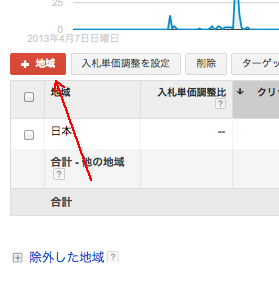 25
0
2013年4月7日日曜日
+ 地域
入札単価調整を設定
削除
ターゲッ
地域
入札単価調整比
?
クリッ
日本
--
合計 - 他の地域
?
合計
除外した地域 ?